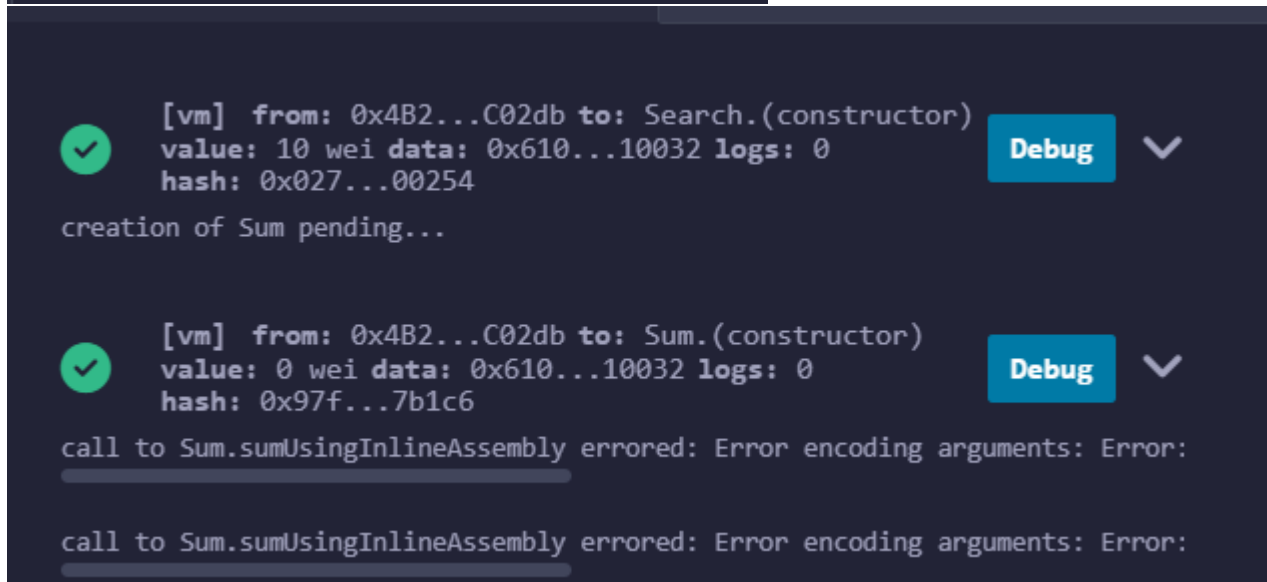 [vm] from: 0x4B2...C02db to: Search.(constructor)
value: 10 wei data: 0x610...10032 logs: 0
hash: 0x027...00254
Debug
creation of Sum pending...
[vm] from: 0x4B2...C02db to: Sum.(constructor)
value: 0 wei data: 0x610...10032 logs: 0
hash: 0x97f...7b1c6
Debug
call to Sum.sumUsingInlineAssembly errored: Error encoding arguments: Error:
call to Sum.sumUsingInlineAssembly errored: Error encoding arguments: Error: